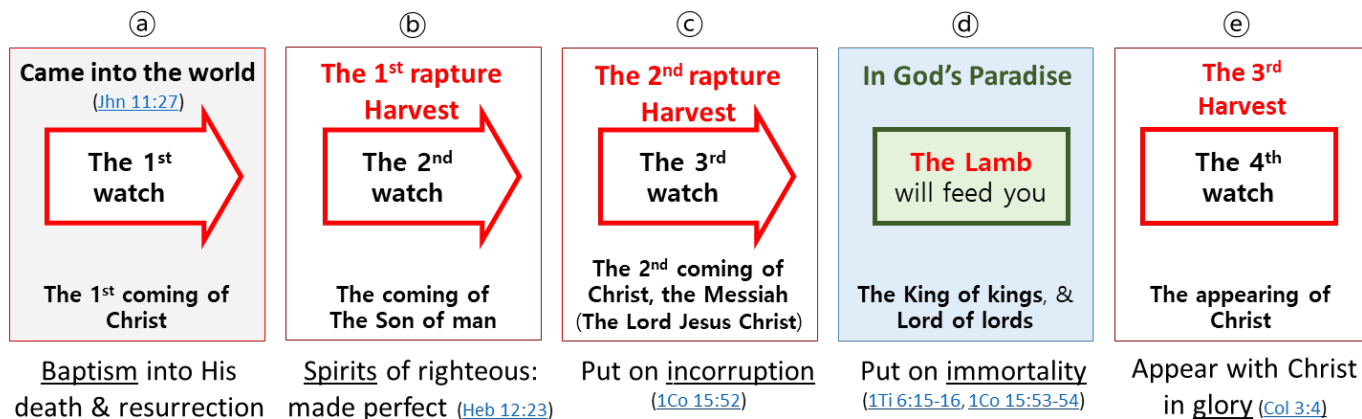 ⓐ
Came into the world
(Jhn 11:27)
The 1st
watch
The 1st coming of
Christ
Baptism into His
death & resurrection
ⓑ
The 1st rapture
Harvest
The 2nd
watch
The coming of
The Son of man
Spirits of righteous:
made perfect (Heb 12:23)
ⓒ
The 2nd rapture
Harvest
The 3rd
watch
The 2nd coming of
Christ, the Messiah
(The Lord Jesus Christ)
Put on incorruption
(1Co 15:52)
ⓓ
In God's Paradise
The Lamb
will feed you
The King of kings, &
Lord of lords
Put on immortality
(1Ti 6:15-16, 1Co 15:53-54)
ⓔ
The 3rd
Harvest
The 4th
watch
The appearing of
Christ
Appear with Christ
in glory (Col 3:4)